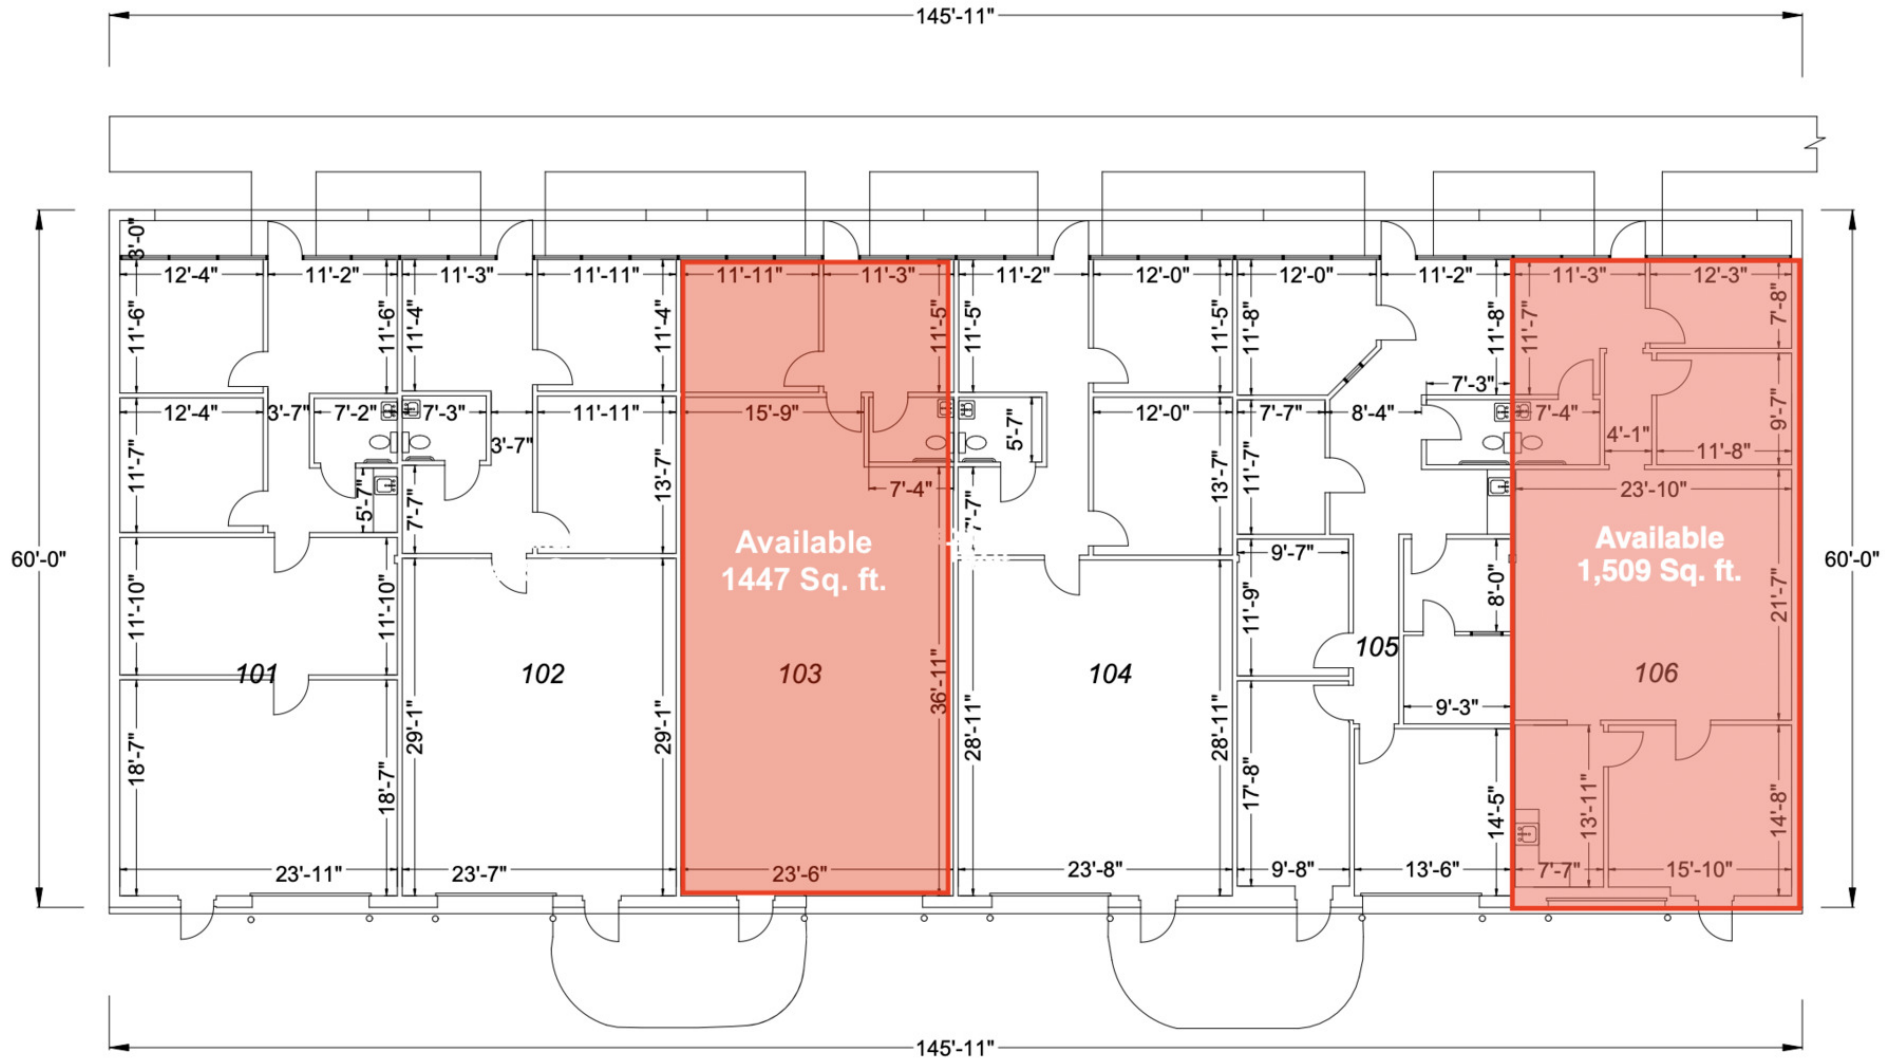 145'-11"
3'-0"
12'-4" 11'-2" 11'-3" 11'-11" 11'-11" 11'-3" 11'-2" 12'-0" 12'-0" 11'-2" 11'-3" 12'-3"
11'-6" 11'-6" 11'-4" 11'-4" 11'-5" 11'-5" 11'-5" 11'-8" 11'-8" 11'-7" 7'-8"
7'-3"
12'-4" 3'-7" 7'-2" 7'-3" 11'-11" 15'-9" 12'-0" 7'-7" 8'-4" 7'-4" 9'-7"
3'-7" 5'-7" 4'-1" 11'-8"
11'-7" 5'-7" 7'-7" 13'-7" 7'-4" 7'-7" 13'-7" 11'-7" 23'-10"
Available
1447 Sq. ft.
Available
1,509 Sq. ft.
60'-0" 9'-7" 60'-0"
11'-10" 11'-10" 11'-9" 8'-0" 21'-7"
101 102 103 104 105 106
36'-11"
29'-1" 29'-1" 28'-11" 28'-11" 9'-3"
18'-7" 18'-7" 17'-8" 14'-5" 13'-11" 14'-8"
23'-11" 23'-7" 23'-6" 23'-8" 9'-8" 13'-6" 7'-7" 15'-10"
145'-11"